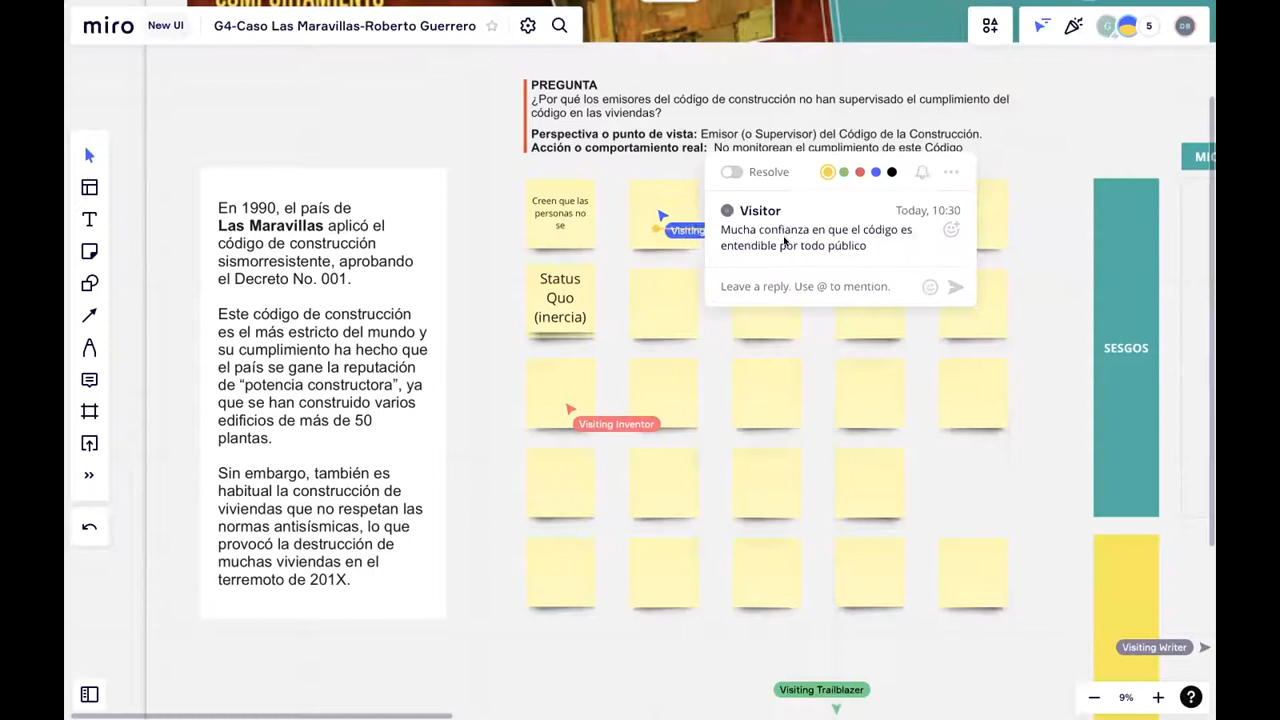 COMPORTAMIENTO
miro
New UI
G4-Caso Las Maravillas-Roberto Guerrero
G
5
DB
PREGUNTA
¿Por qué los emisores del código de construcción no han supervisado el cumplimiento del
código en las viviendas?
Perspectiva o punto de vista: Emisor (o Supervisor) del Código de la Construcción.
Acción o comportamiento real: No monitorean el cumplimiento de este Código
En 1990, el país de
Las Maravillas aplicó el
código de construcción
sismorresistente, aprobando
el Decreto No. 001.
Este código de construcción
es el más estricto del mundo y
su cumplimiento ha hecho que
el país se gane la reputación
de “potencia constructora”, ya
que se han construido varios
edificios de más de 50
plantas.
Sin embargo, también es
habitual la construcción de
viviendas que no respetan las
normas antisísmicas, lo que
provocó la destrucción de
muchas viviendas en el
terremoto de 201X.
Creen que las
personas no
se
Status
Quo
(inercia)
Visiting
Resolve
Visitor
Today, 10:30
Mucha confianza en que el código es
entendible por todo público
Leave a reply. Use @ to mention.
Visiting Inventor
SESGOS
Visiting Writer
Visiting Trailblazer
9%
?